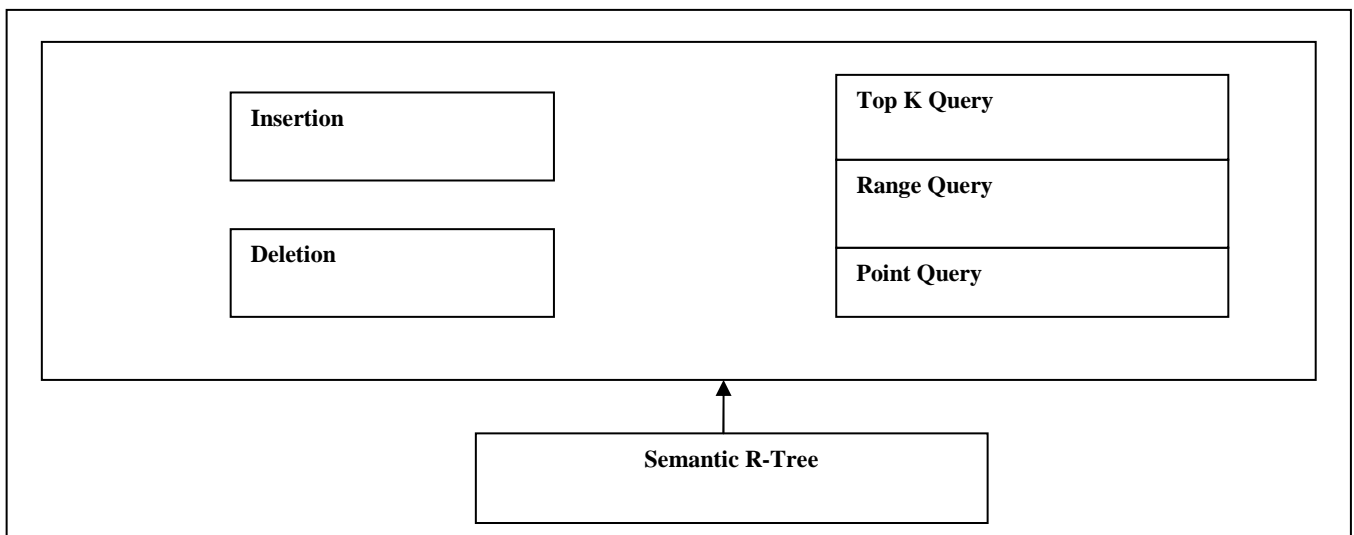 Insertion
Deletion
Top K Query
Range Query
Point Query
Semantic R-Tree